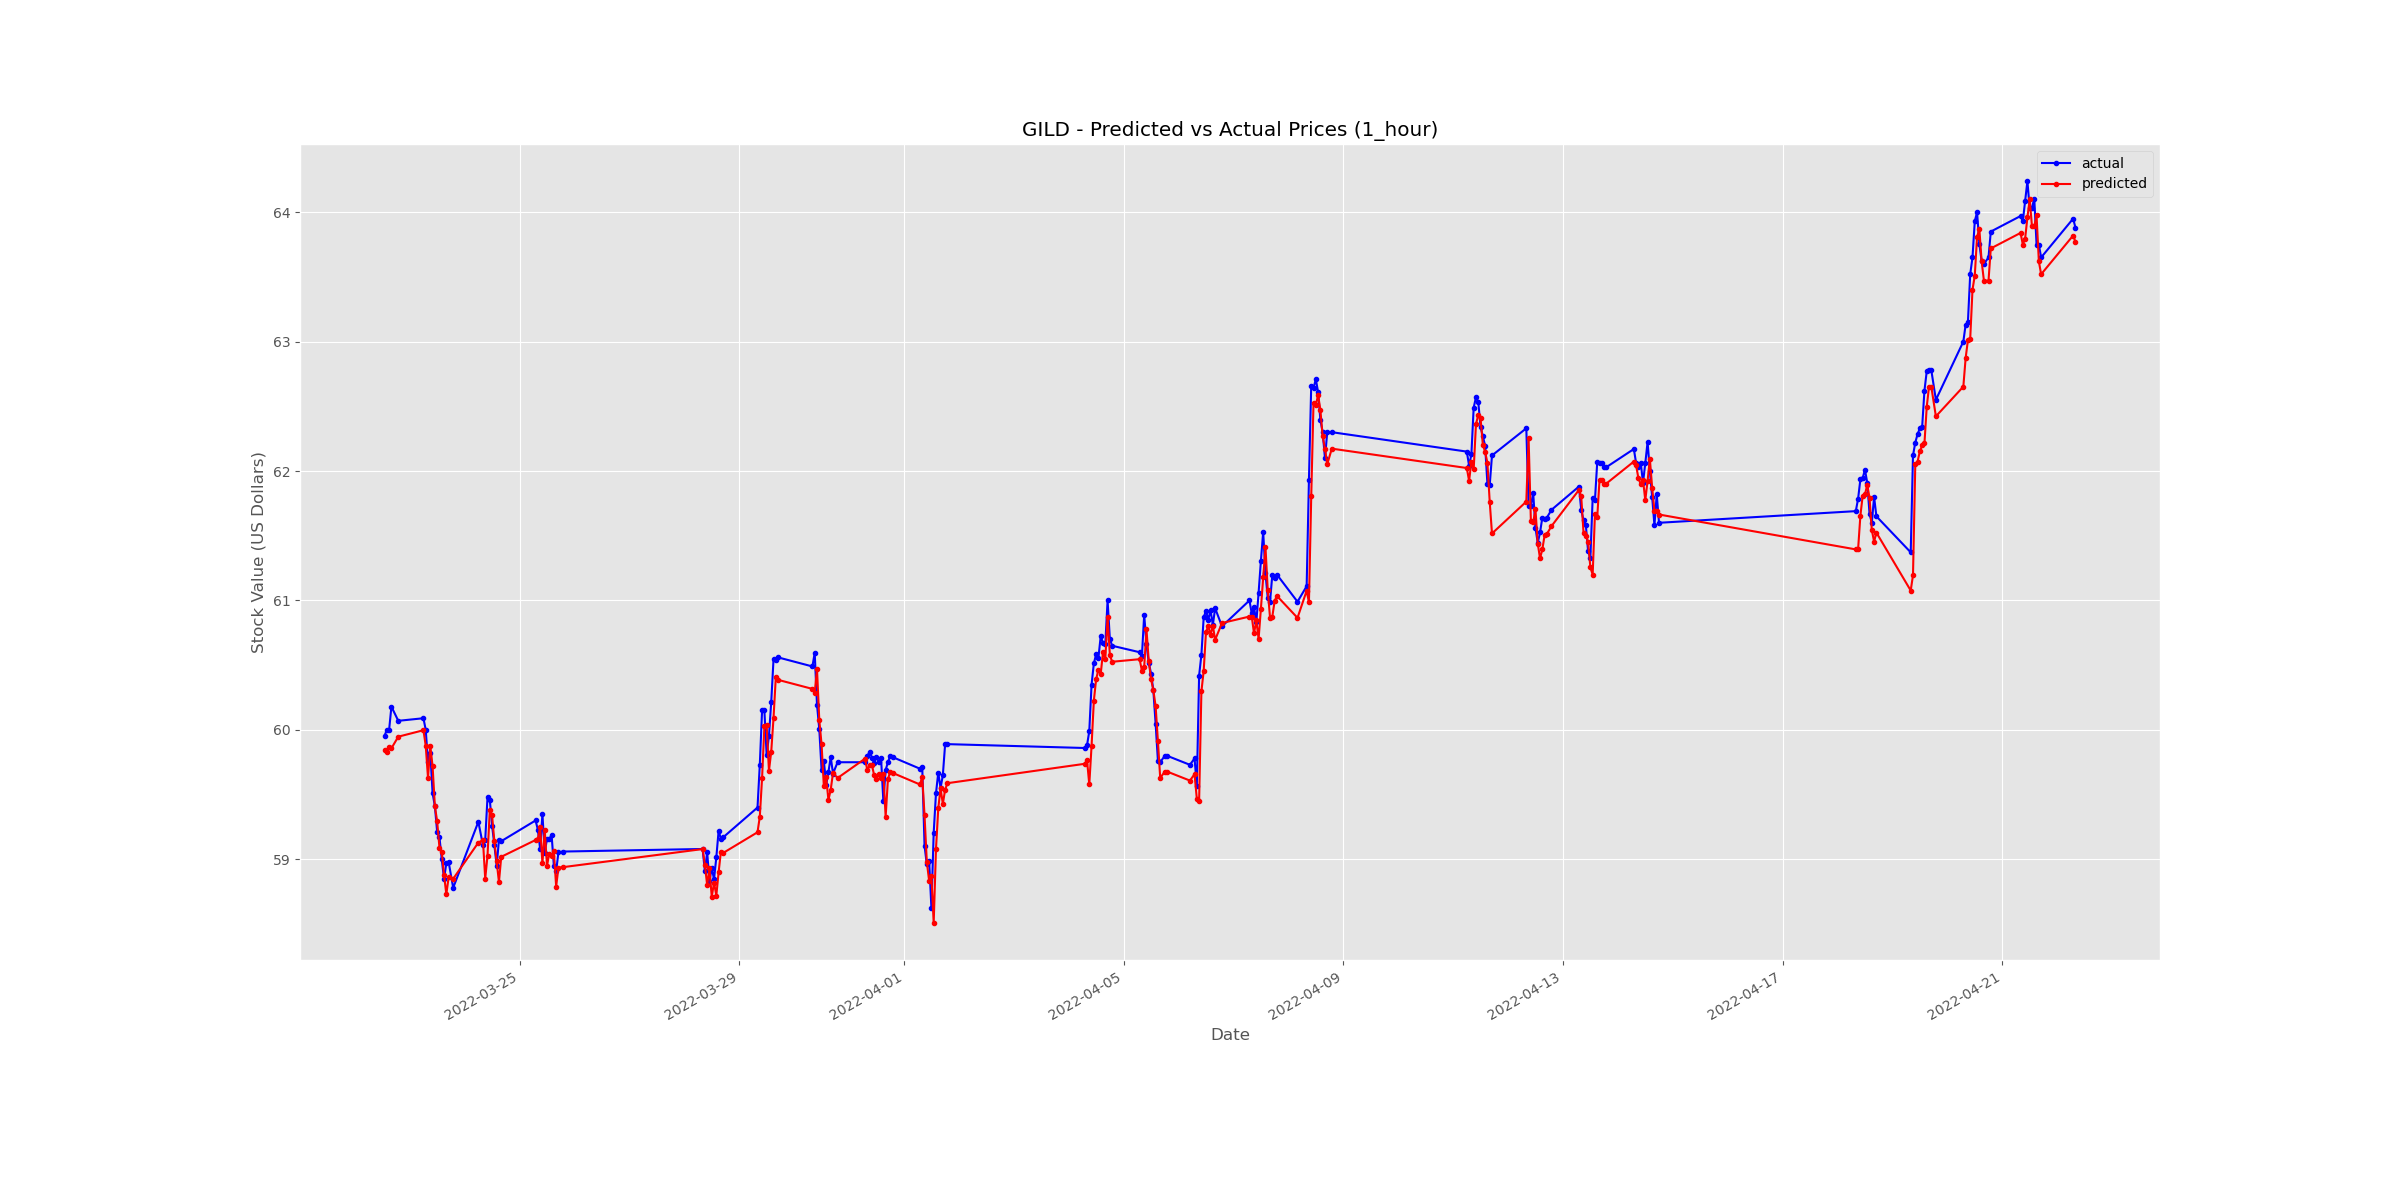 GILD - Predicted vs Actual Prices (1_hour)
actual
predicted
64
63
62
61
60
59
Stock Value (US Dollars)
2022-03-25
2022-03-29
2022-04-01
2022-04-05
2022-04-09
2022-04-13
2022-04-17
2022-04-21
Date